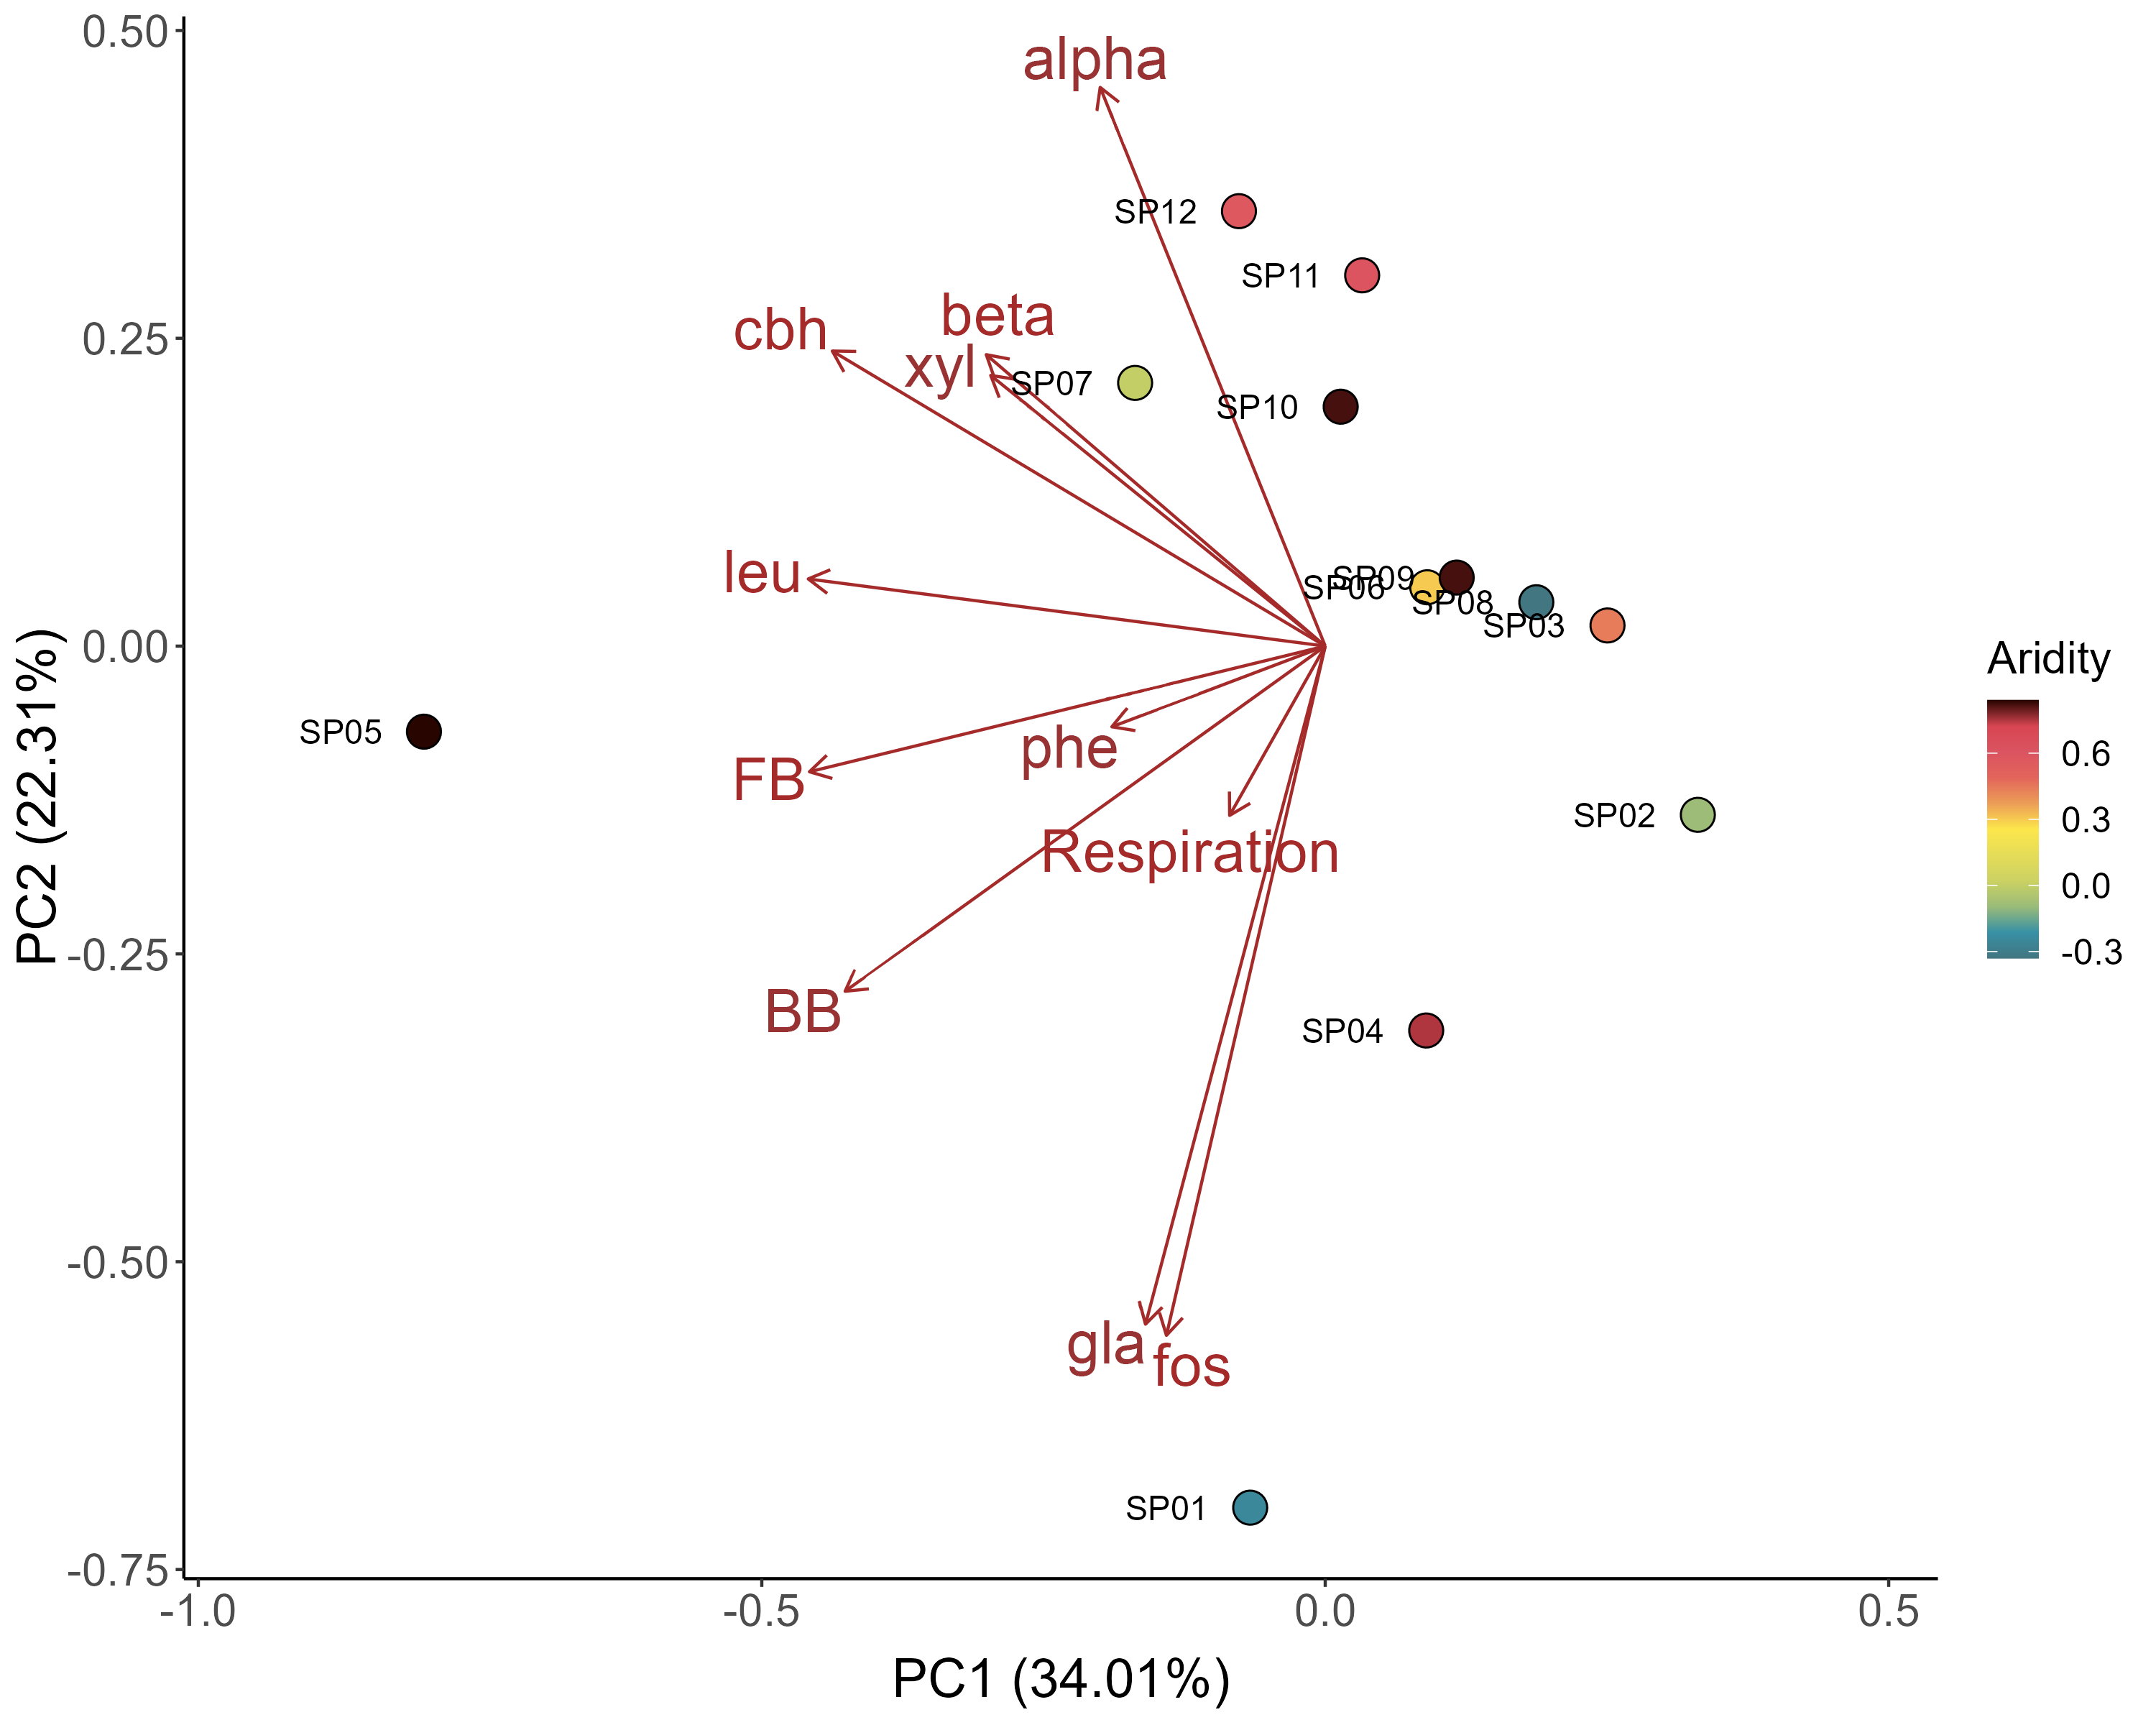 0.50
0.25
0.00
-0.25
-0.50
-0.75
PC2 (22.31%)
alpha
SP12
SP11
cbh
beta
xyl
SP07
SP10
leu
SP06
SP09
SP08
SP03
SP05
FB
phe
Respiration
SP02
BB
SP04
gla
fos
SP01
-1.0
-0.5
0.0
0.5
PC1 (34.01%)
Aridity
0.6
0.3
0.0
-0.3